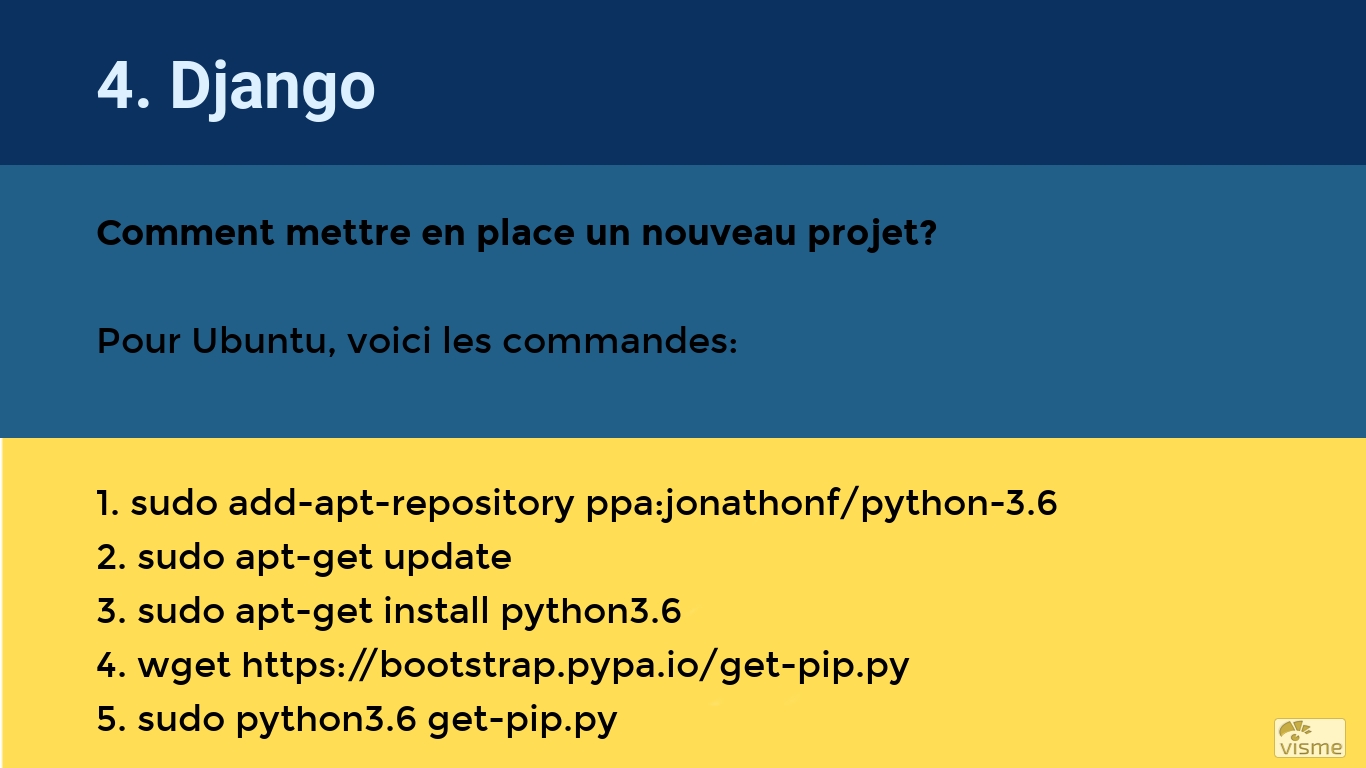 4. Django
Comment mettre en place un nouveau projet?
Pour Ubuntu, voici les commandes:
1. sudo add-apt-repository ppa:jonathonf/python-3.6
2. sudo apt-get update
3. sudo apt-get install python3.6
4. wget https://bootstrap.pypa.io/get-pip.py
5. sudo python3.6 get-pip.py
visme